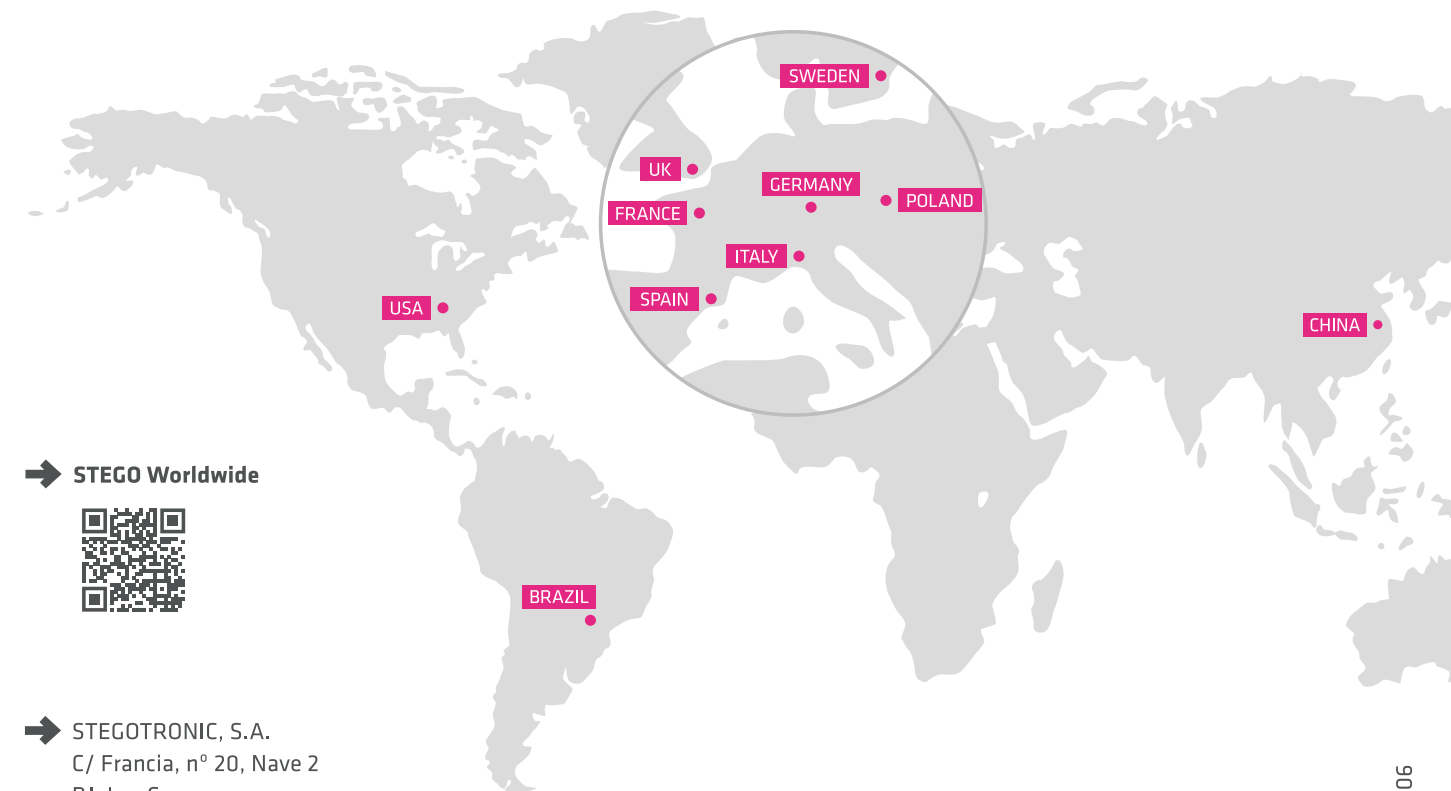 SWEDEN
UK
GERMANY
POLAND
FRANCE
ITALY
SPAIN
USA
CHINA
STEGO Worldwide
BRAZIL
STEGOTRONIC, S.A.
C/ Francia, nº 20, Nave 2
06